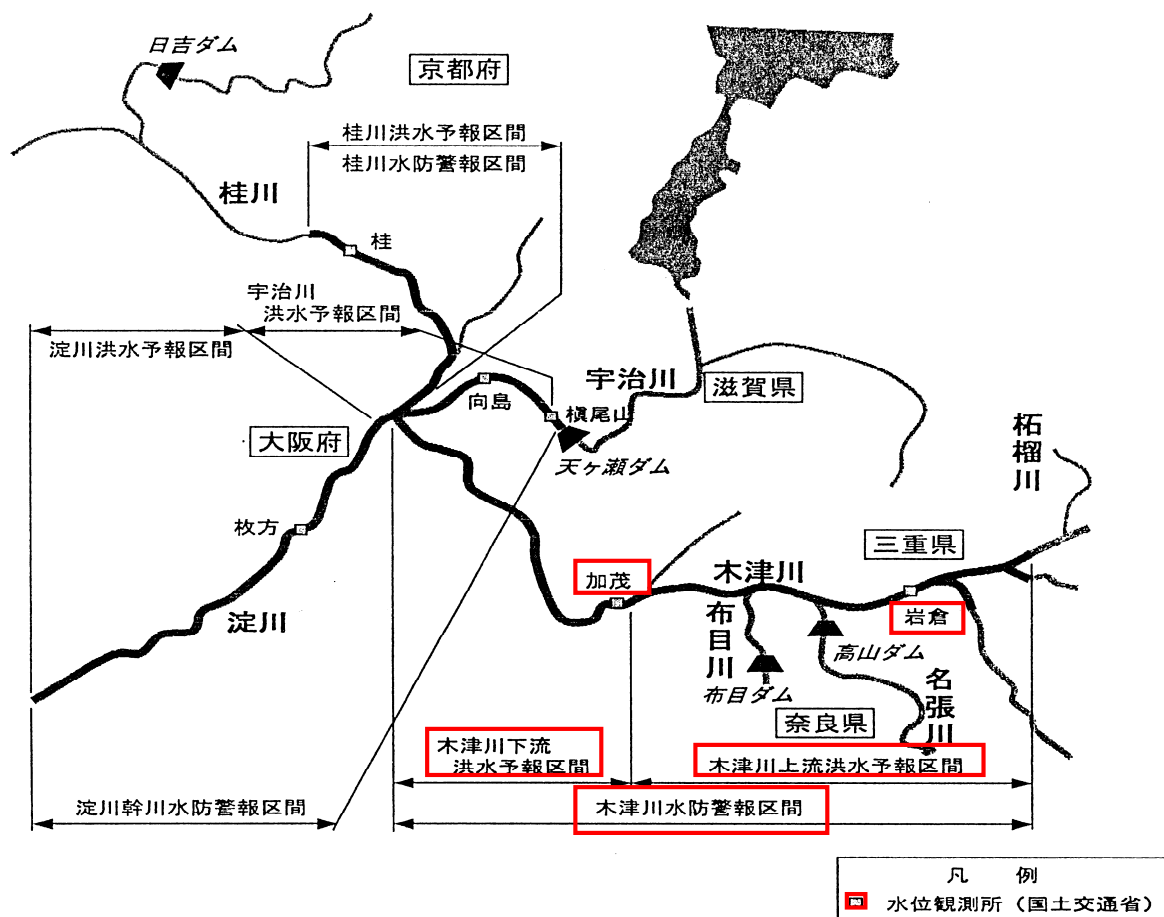 日吉ダム
京都府
桂川洪水予報区間
桂川水防警報区間
桂川
桂
宇治川
洪水予報区間
淀川洪水予報区間
宇治川
滋賀県
向島
槇尾山
大阪府
天ヶ瀬ダム
柘榴川
枚方
三重県
加茂
木津川
岩倉
淀川
布目川
高山ダム
布目ダム
名張川
奈良県
木津川下流
洪水予報区間
木津川上流洪水予報区間
淀川幹川水防警報区間
木津川水防警報区間
凡 例
水位観測所（国土交通省）